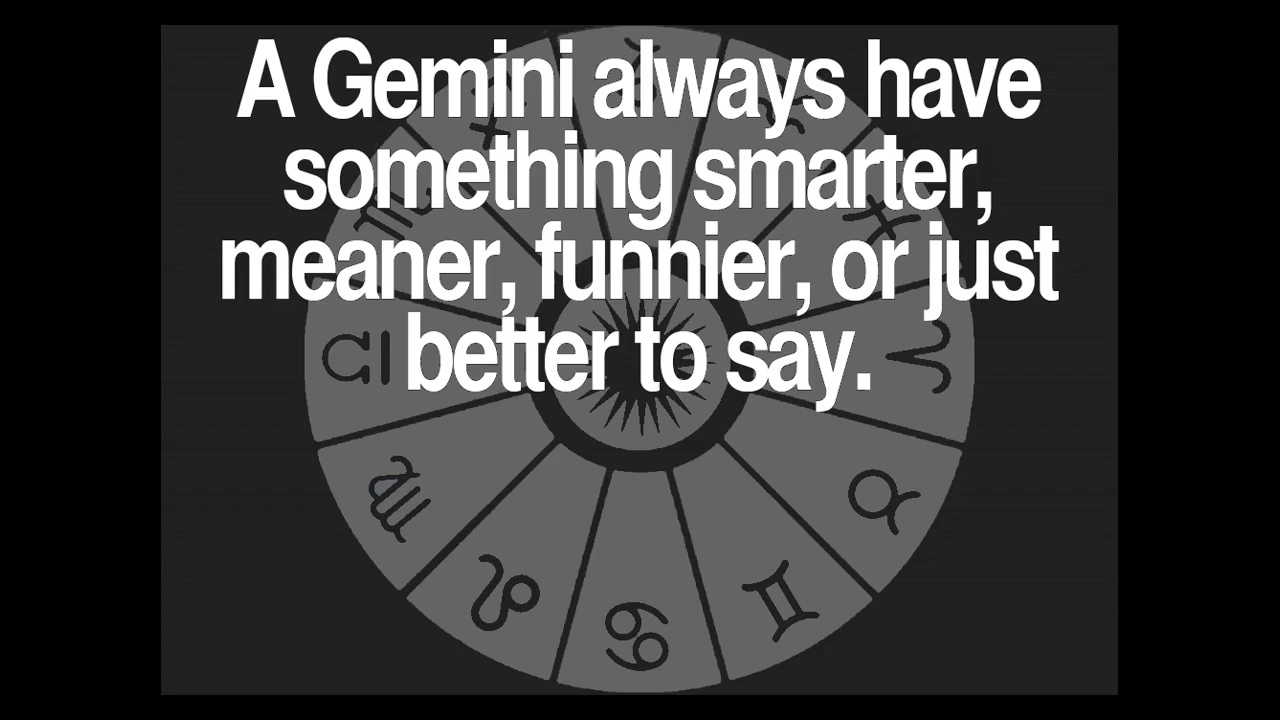 A Gemini always have
something smarter,
meaner, funnier, or just
better to say.